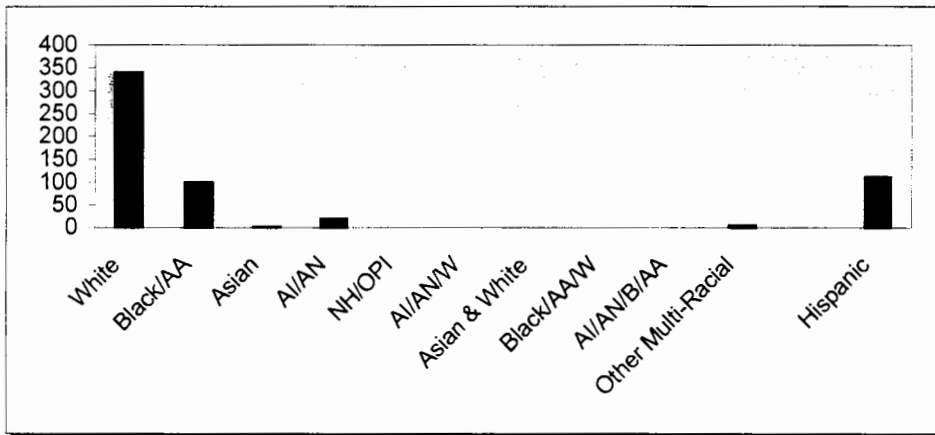 400
350
300
250
200
150
100
50
0
White
Black/AA
Asian
AI/AN
NH/OPI
AI/AN/W
Asian & White
Black/AA/W
AI/AN/B/AA
Other Multi-Racial
Hispanic